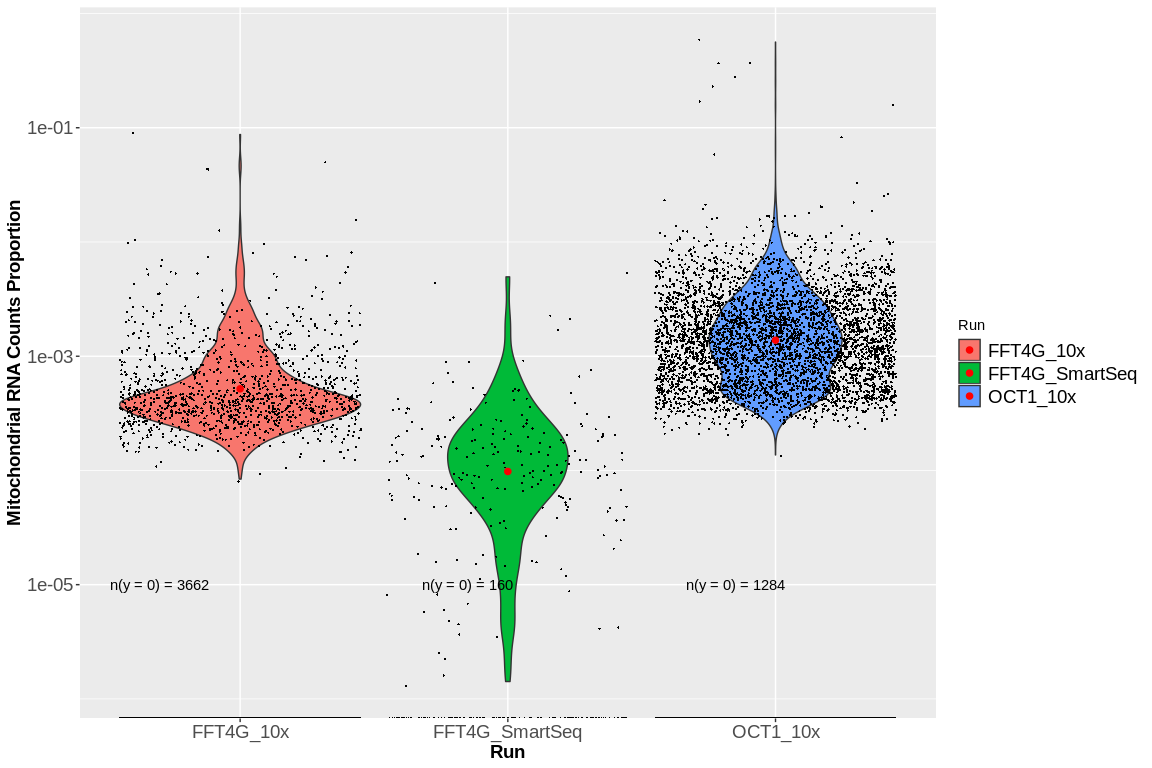 Mitochondrial RNA Counts Proportion
1e-01
1e-03
1e-05
n(y = 0) = 3662
n(y = 0) = 160
n(y = 0) = 1284
FFT4G_10x
FFT4G_SmartSeq
OCT1_10x
Run
Run
FFT4G_10x
FFT4G_SmartSeq
OCT1_10x